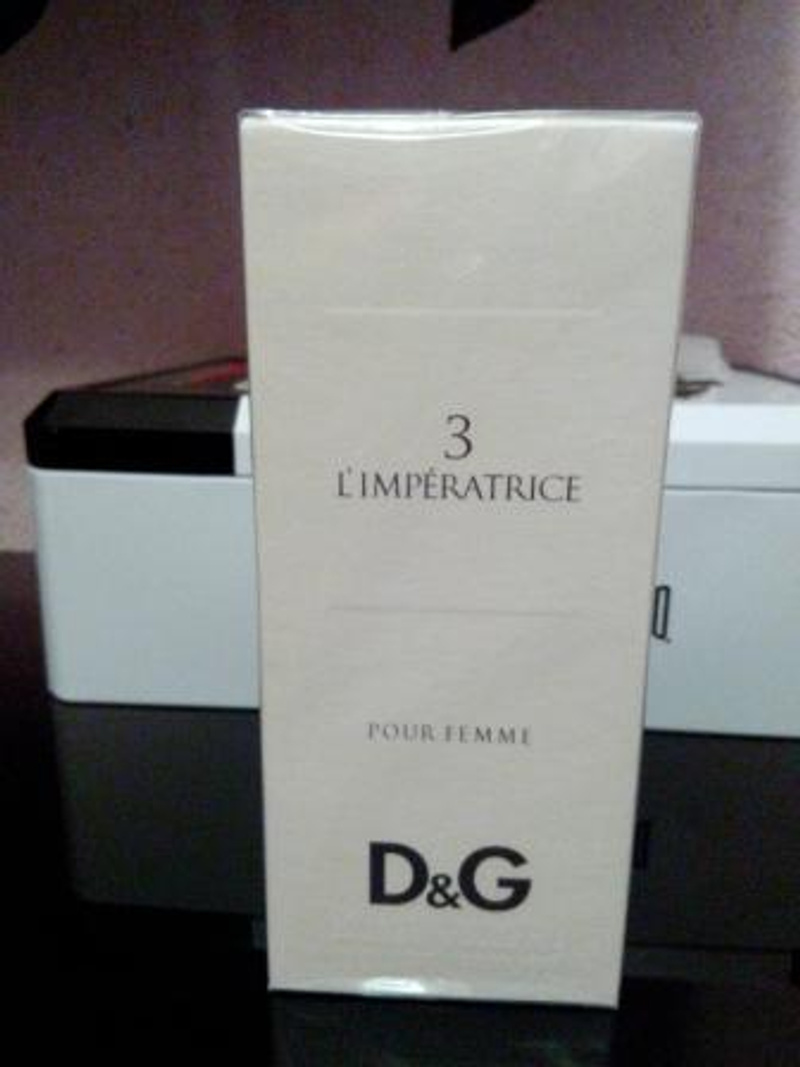 3
L'IMPÉRATRICE
POUR FEMME
D&G